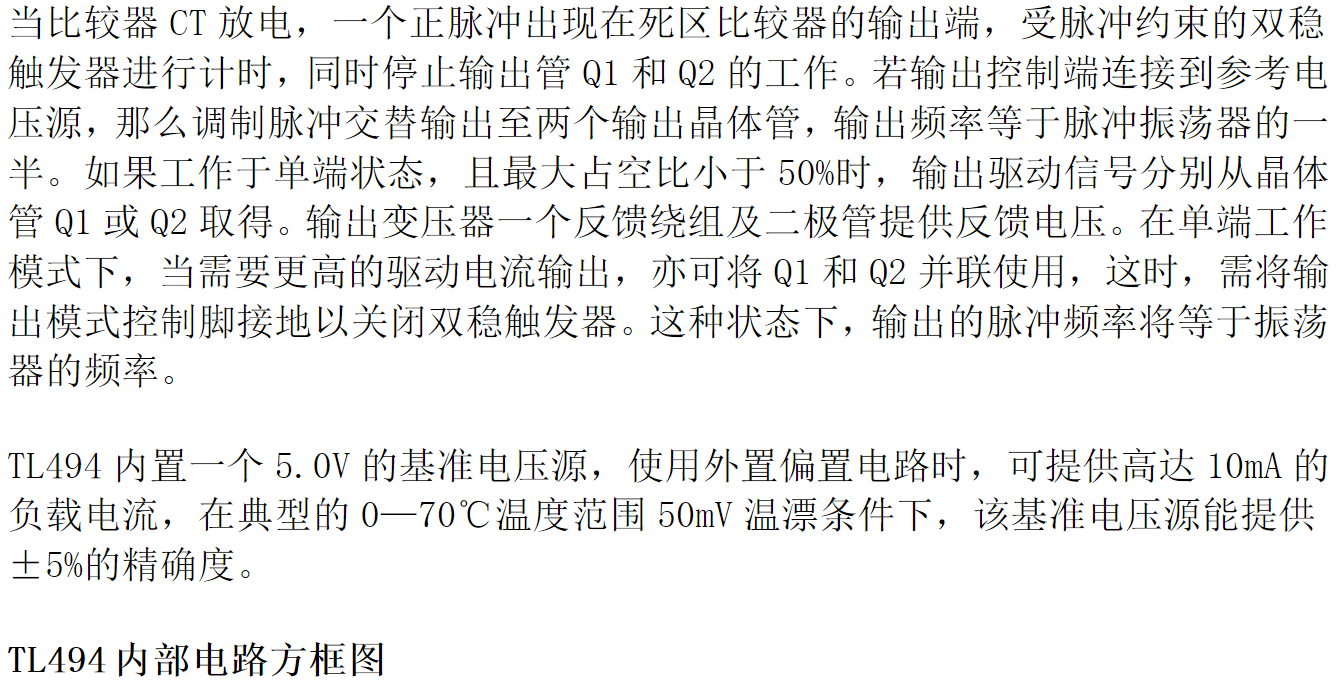 当比较器 CT 放电，一个正脉冲出现在死区比较器的输出端，受脉冲约束的双稳
触发器进行计时，同时停止输出管 Q1 和 Q2 的工作。若输出控制端连接到参考电
压源，那么调制脉冲交替输出至两个输出晶体管，输出频率等于脉冲振荡器的一
半。如果工作于单端状态，且最大占空比小于 50%时，输出驱动信号分别从晶体
管 Q1 或 Q2 取得。输出变压器一个反馈绕组及二极管提供反馈电压。在单端工作
模式下，当需要更高的驱动电流输出，亦可将 Q1 和 Q2 并联使用，这时，需将输
出模式控制脚接地以关闭双稳触发器。这种状态下，输出的脉冲频率将等于振荡
器的频率。
TL494 内置一个 5.0V 的基准电压源，使用外置偏置电路时，可提供高达 10mA 的
负载电流，在典型的 0—70℃温度范围 50mV 温漂条件下，该基准电压源能提供
±5%的精确度。
TL494 内部电路方框图